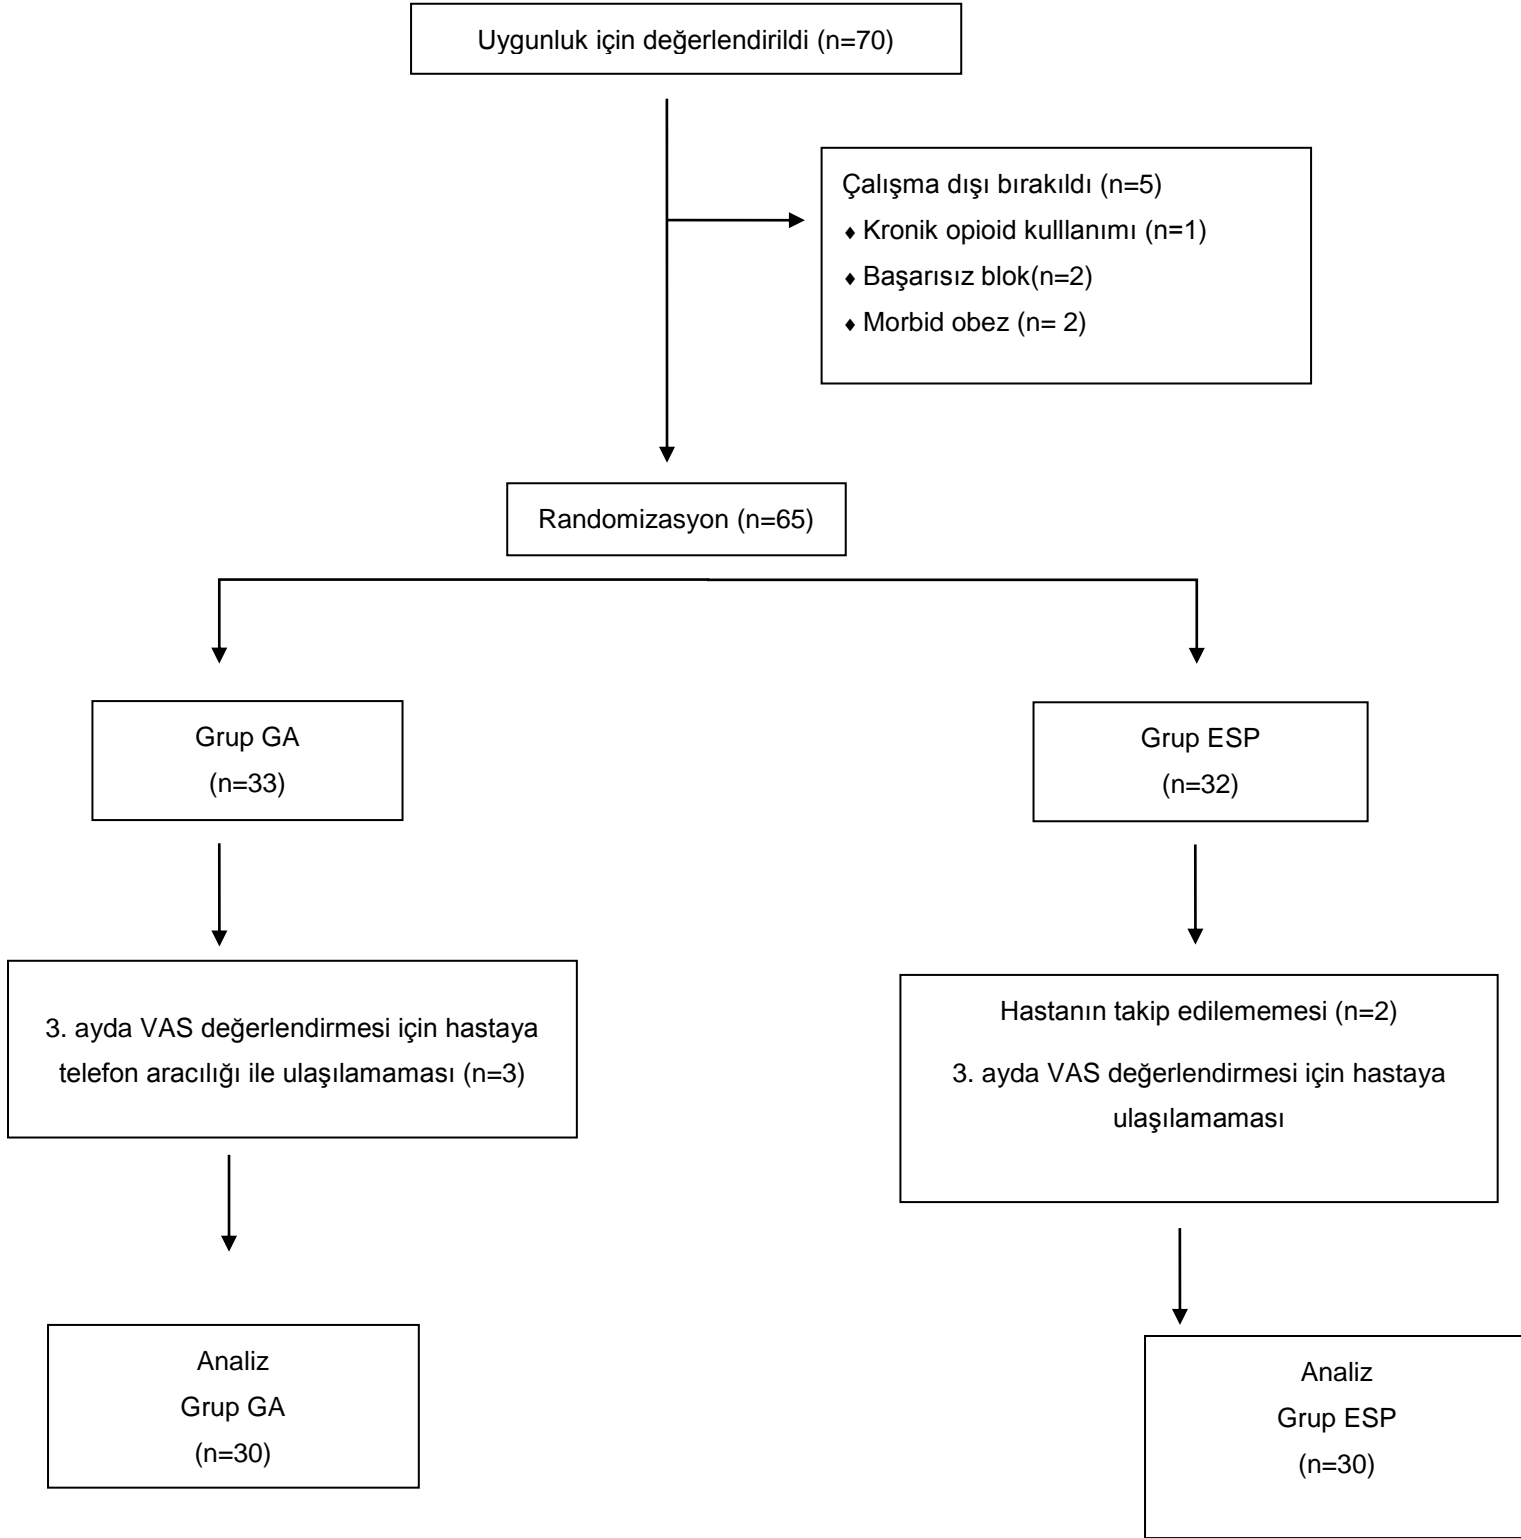 Uygunluk için değerlendirildi (n=70)
Çalışma dışı bırakıldı (n=5)
♦ Kronik opioid kulllanımı (n=1)
♦ Başarısız blok(n=2)
♦ Morbid obez (n= 2)
Randomizasyon (n=65)
Grup GA
(n=33)
Grup ESP
(n=32)
3. ayda VAS değerlendirmesi için hastaya
telefon aracılığı ile ulaşılamaması (n=3)
Hastanın takip edilememesi (n=2)
3. ayda VAS değerlendirmesi için hastaya
ulaşılamaması
Analiz
Grup GA
(n=30)
Analiz
Grup ESP
(n=30)